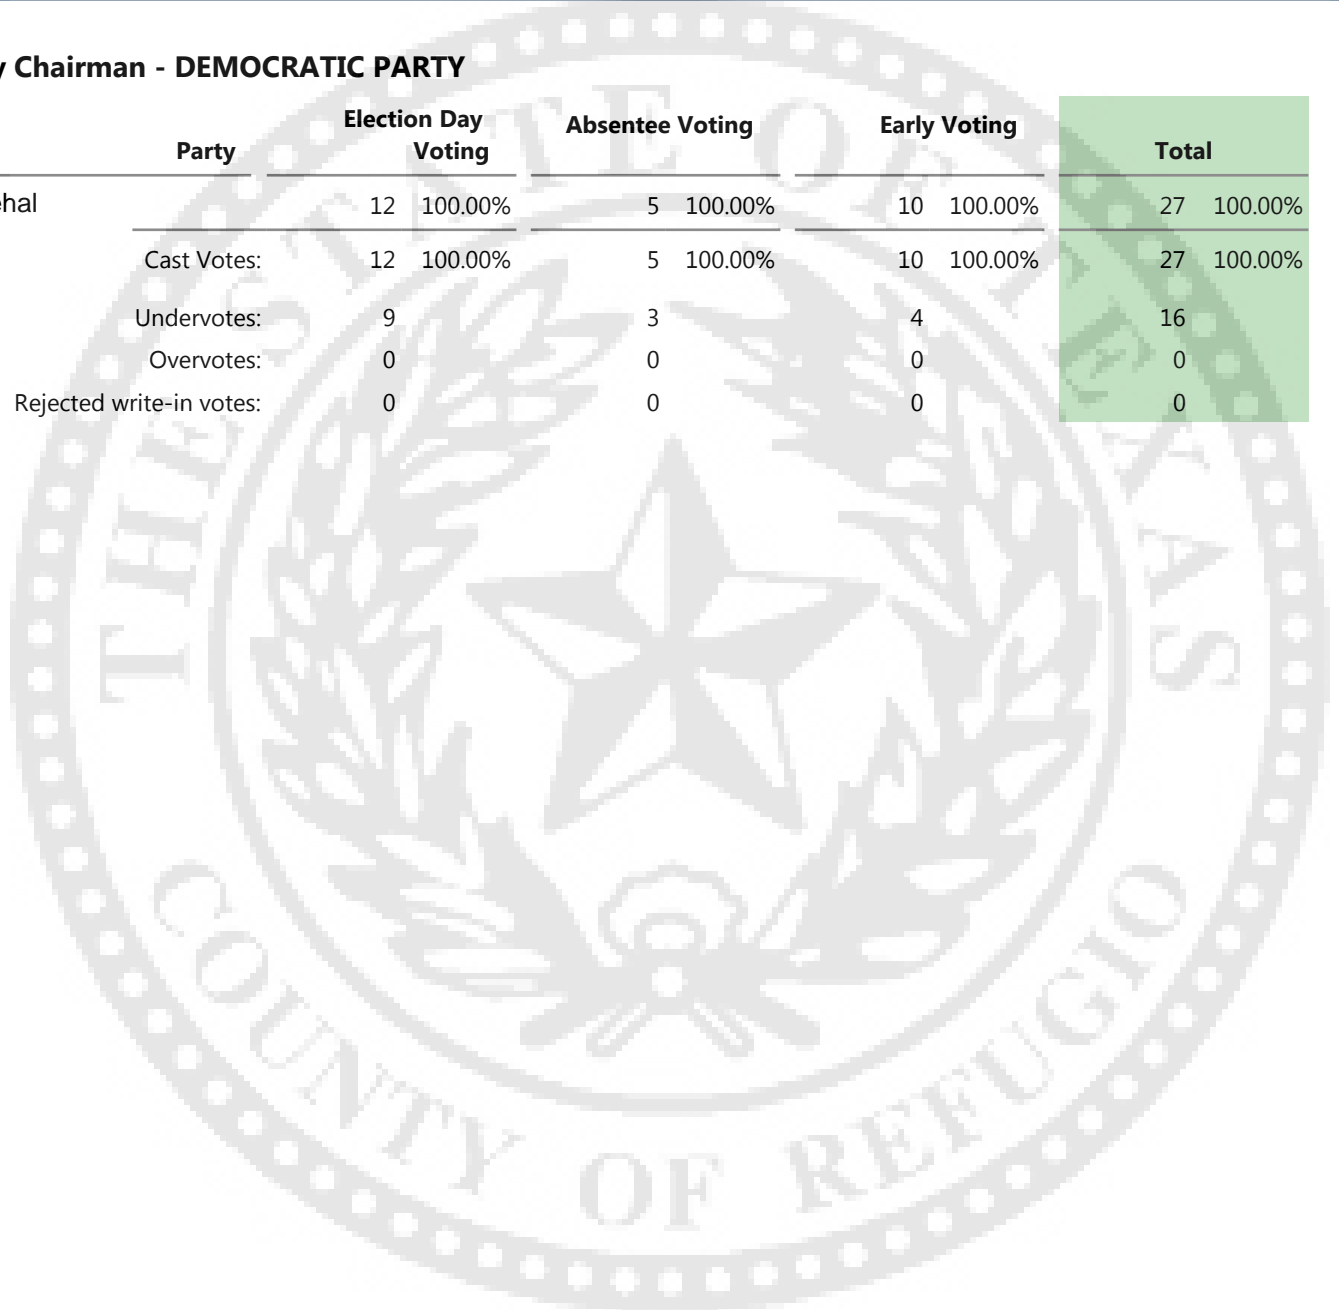 y Chairman - DEMOCRATIC PARTY
Party Election Day Voting Absentee Voting Early Voting Total
ehal 12 100.00% 5 100.00% 10 100.00% 27 100.00%
Cast Votes: 12 100.00% 5 100.00% 10 100.00% 27 100.00%
Undervotes: 9 3 4 16
Overvotes: 0 0 0 0
Rejected write-in votes: 0 0 0 0
THE STATE OF TEXAS
COUNTY OF REFUGIO